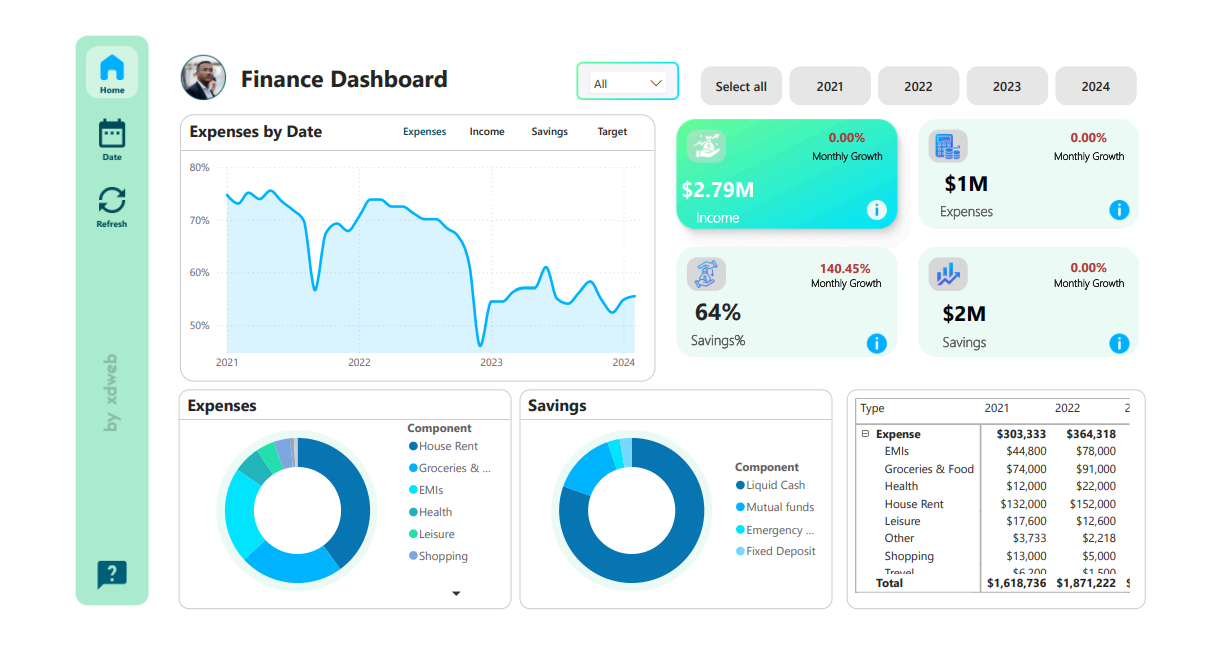 Home
Date
Refresh
by xdweb
?
Finance Dashboard
All
Select all
2021
2022
2023
2024
Expenses by Date
Expenses
Income
Savings
Target
80%
70%
60%
50%
2021
2022
2023
2024
0.00%
Monthly Growth
$2.79M
Income
i
0.00%
Monthly Growth
$1M
Expenses
i
140.45%
Monthly Growth
64%
Savings%
i
0.00%
Monthly Growth
$2M
Savings
i
Expenses
Component
House Rent
Groceries & ...
EMIs
Health
Leisure
Shopping
Savings
Component
Liquid Cash
Mutual funds
Emergency ...
Fixed Deposit
Type 2021 2022 2
Expense $303,333 $364,318
EMIs $44,800 $78,000
Groceries & Food $74,000 $91,000
Health $12,000 $22,000
House Rent $132,000 $152,000
Leisure $17,600 $12,600
Other $3,733 $2,218
Shopping $13,000 $5,000
Travel $6,200 $1,500
Total $1,618,736 $1,871,222 $